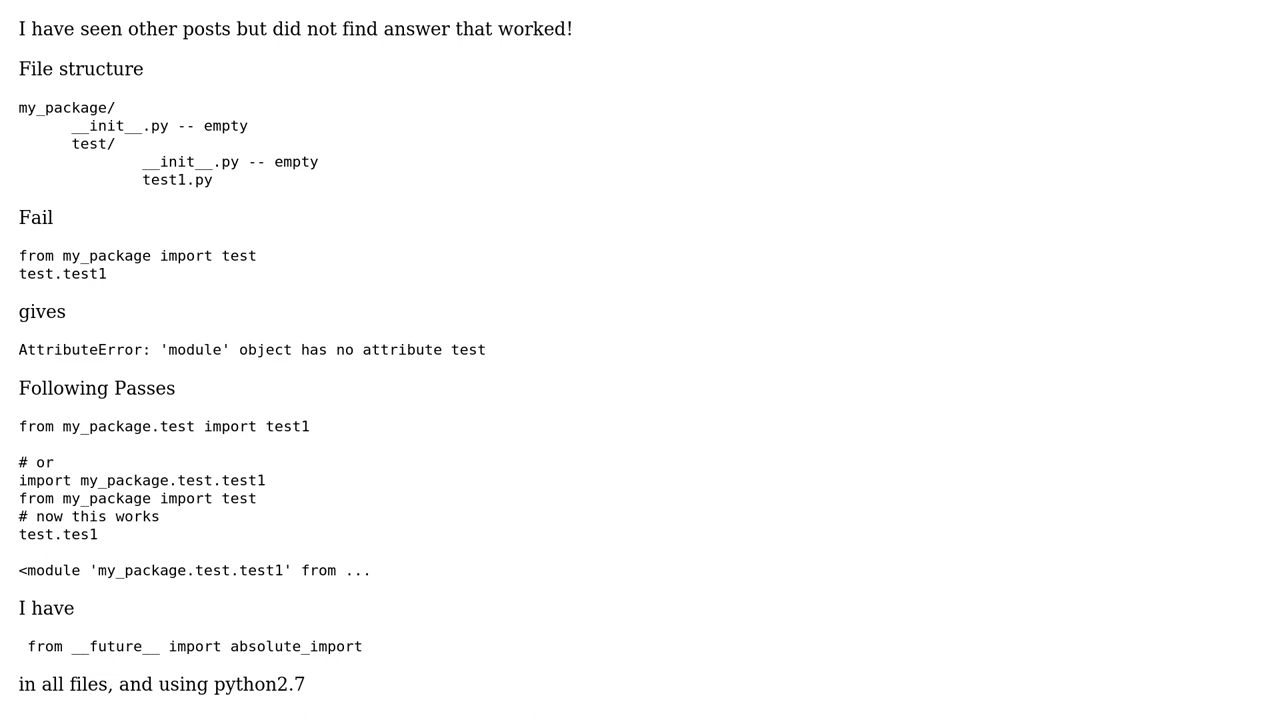 I have seen other posts but did not find answer that worked!
File structure
my_package/
      __init__.py -- empty
      test/
              __init__.py -- empty
              test1.py
Fail
from my_package import test
test.test1
gives
AttributeError: 'module' object has no attribute test
Following Passes
from my_package.test import test1
# or
import my_package.test.test1
from my_package import test
# now this works
test.tes1
<module 'my_package.test.test1' from ...
I have
 from __future__ import absolute_import
in all files, and using python2.7